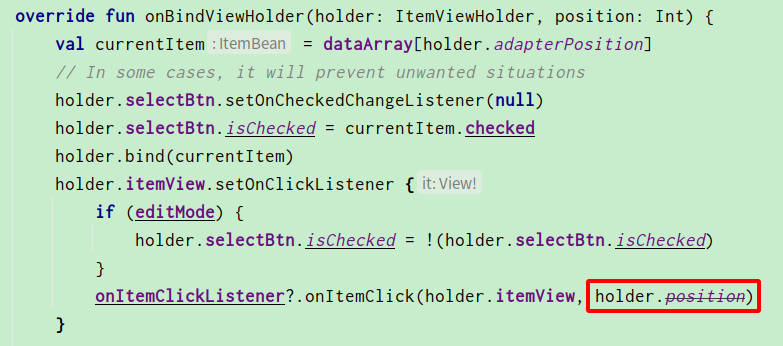 override fun onBindViewHolder(holder: ItemViewHolder, position: Int) {
val currentItem : ItemBean = dataArray[holder.adapterPosition]
// In some cases, it will prevent unwanted situations
holder.selectBtn.setOnCheckedChangeListener(null)
holder.selectBtn.isChecked = currentItem.checked
holder.bind(currentItem)
holder.itemView.setOnClickListener { it: View!
if (editMode) {
holder.selectBtn.isChecked = !(holder.selectBtn.isChecked)
}
onItemClickListener?.onItemClick(holder.itemView, holder.position)
}